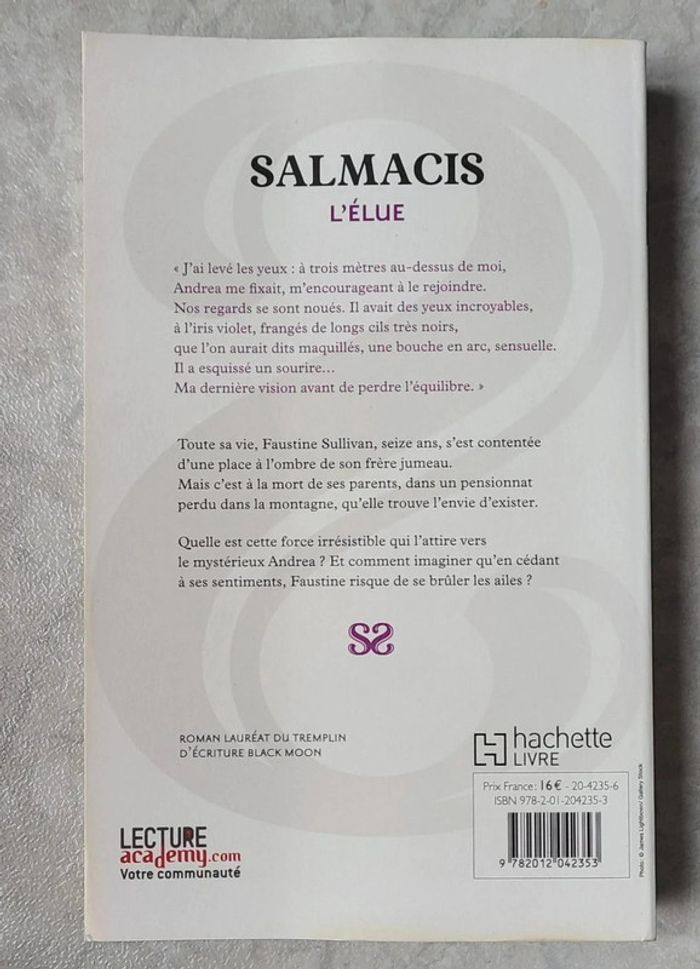 SALMACIS
L'ÉLUE
« J'ai levé les yeux : à trois mètres au-dessus de moi,
Andrea me fixait, m'encourageant à le rejoindre.
Nos regards se sont noués. Il avait des yeux incroyables,
à l'iris violet, frangés de longs cils très noirs,
que l'on aurait dits maquillés, une bouche en arc, sensuelle.
Il a esquissé un sourire...
Ma dernière vision avant de perdre l'équilibre. »
Toute sa vie, Faustine Sullivan, seize ans, s'est contentée
d'une place à l'ombre de son frère jumeau.
Mais c'est à la mort de ses parents, dans un pensionnat
perdu dans la montagne, qu'elle trouve l'envie d'exister.
Quelle est cette force irrésistible qui l'attire vers
le mystérieux Andrea ? Et comment imaginer qu'en cédant
à ses sentiments, Faustine risque de se brûler les ailes ?
ROMAN LAURÉAT DU TREMPLIN
D'ÉCRITURE BLACK MOON
hachette
LIVRE
Prix France : 16 € - 20-4235-6
ISBN 978-2-01-204235-3
9 782012 042353
Photo : © James Lightbown/ Gallery Stock
LECTURE
academy.com
Votre communauté